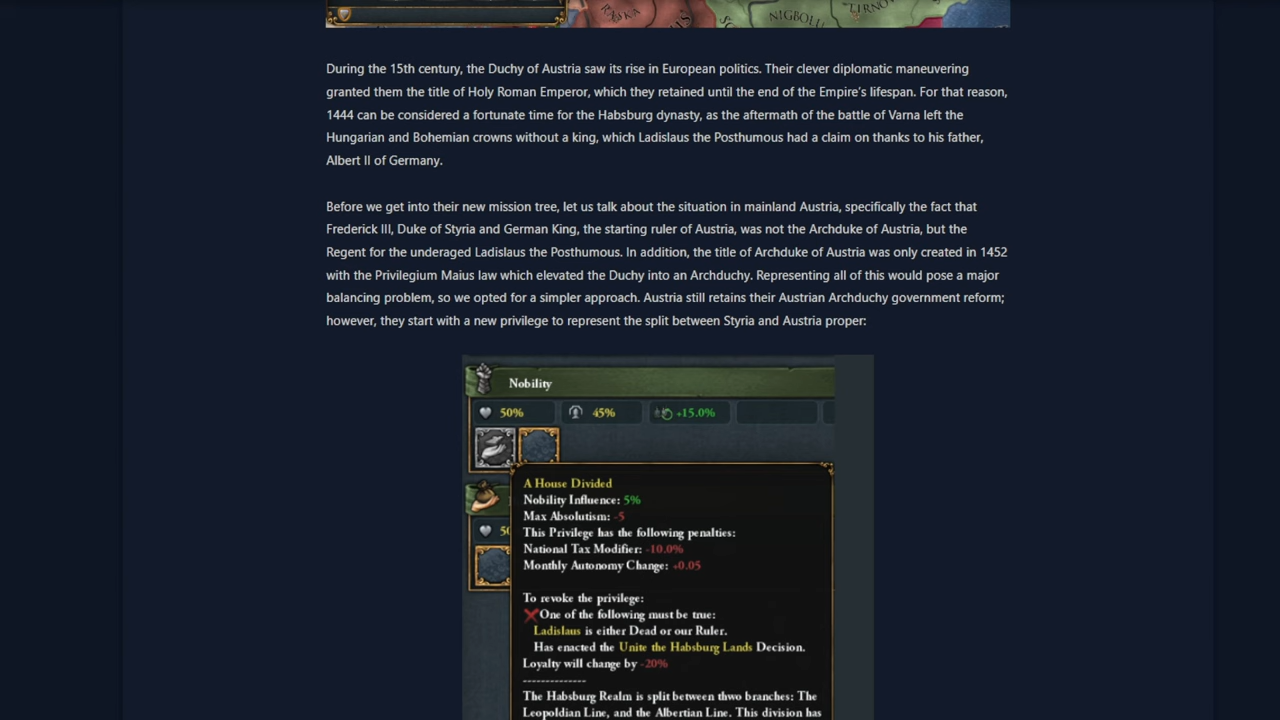 NIGBOLU
TIRNO
During the 15th century, the Duchy of Austria saw its rise in European politics. Their clever diplomatic maneuvering
granted them the title of Holy Roman Emperor, which they retained until the end of the Empire's lifespan. For that reason,
1444 can be considered a fortunate time for the Habsburg dynasty, as the aftermath of the battle of Varna left the
Hungarian and Bohemian crowns without a king, which Ladislaus the Posthumous had a claim on thanks to his father,
Albert II of Germany.
Before we get into their new mission tree, let us talk about the situation in mainland Austria, specifically the fact that
Frederick III, Duke of Styria and German King, the starting ruler of Austria, was not the Archduke of Austria, but the
Regent for the underaged Ladislaus the Posthumous. In addition, the title of Archduke of Austria was only created in 1452
with the Privilegium Maius law which elevated the Duchy into an Archduchy. Representing all of this would pose a major
balancing problem, so we opted for a simpler approach. Austria still retains their Austrian Archduchy government reform;
however, they start with a new privilege to represent the split between Styria and Austria proper:
Nobility
50% 45% +15.0%
A House Divided
Nobility Influence: 5%
Max Absolutism: -5
This Privilege has the following penalties:
National Tax Modifier: -10.0%
Monthly Autonomy Change: +0.05
To revoke the privilege:
One of the following must be true:
Ladislaus is either Dead or our Ruler.
Has enacted the Unite the Habsburg Lands Decision.
Loyalty will change by -20%
--------------
The Habsburg Realm is split between thwo branches: The
Leopoldian Line, and the Albertian Line. This division has